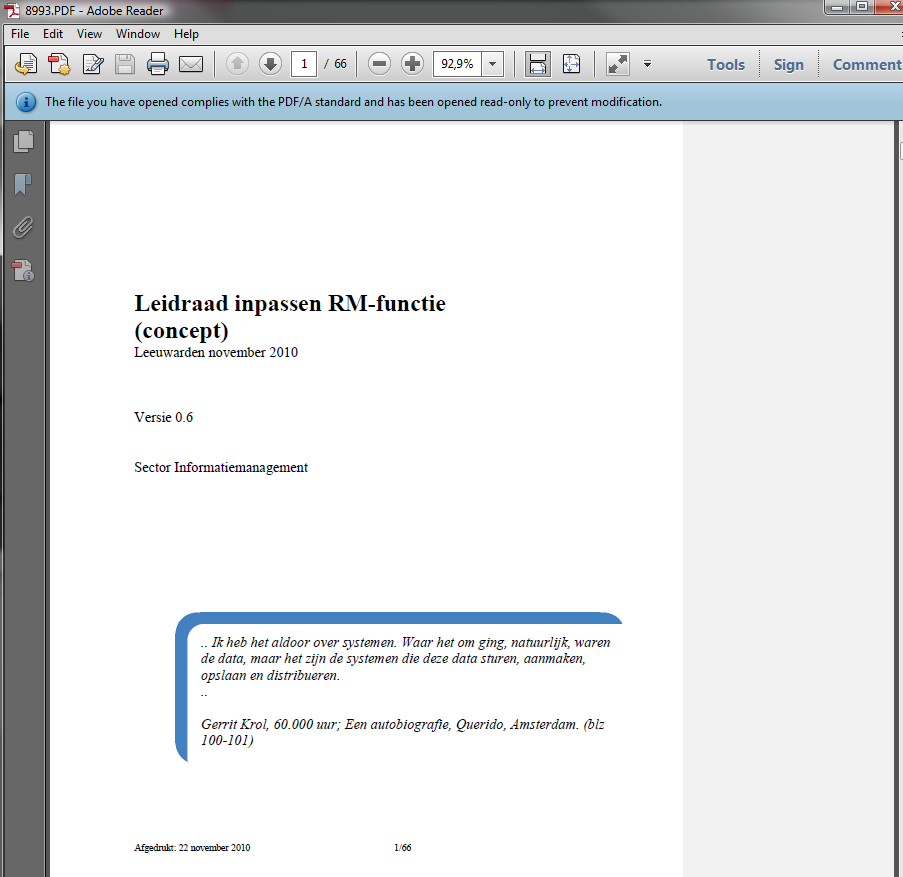 8993.PDF - Adobe Reader
File Edit View Window Help
1 / 66 92,9% Tools Sign Comment
The file you have opened complies with the PDF/A standard and has been opened read-only to prevent modification.
Leidraad inpassen RM-functie
(concept)
Leeuwarden november 2010
Versie 0.6
Sector Informatiemanagement
.. Ik heb het aldoor over systemen. Waar het om ging, natuurlijk, waren
de data, maar het zijn de systemen die deze data sturen, aanmaken,
opslaan en distribueren.
..
Gerrit Krol, 60.000 uur; Een autobiografie, Querido, Amsterdam. (blz
100-101)
Afgedrukt: 22 november 2010 1/66